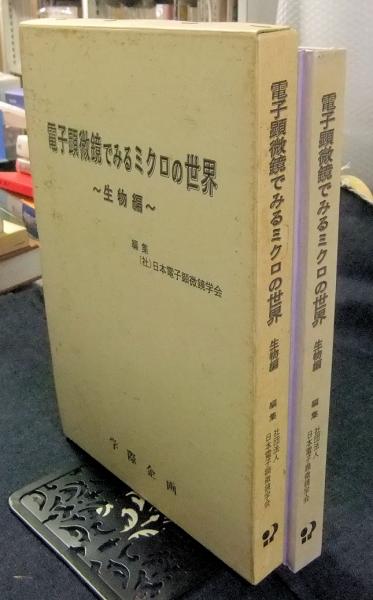 電子顕微鏡でみるミクロの世界
～生物編～
編集
(社)日本電子顕微鏡学会
学際企画
電子顕微鏡でみるミクロの世界 生物編
編集
社団法人
日本電子顕微鏡学会
電子顕微鏡でみるミクロの世界 生物編
編集
社団法人
日本電子顕微鏡学会